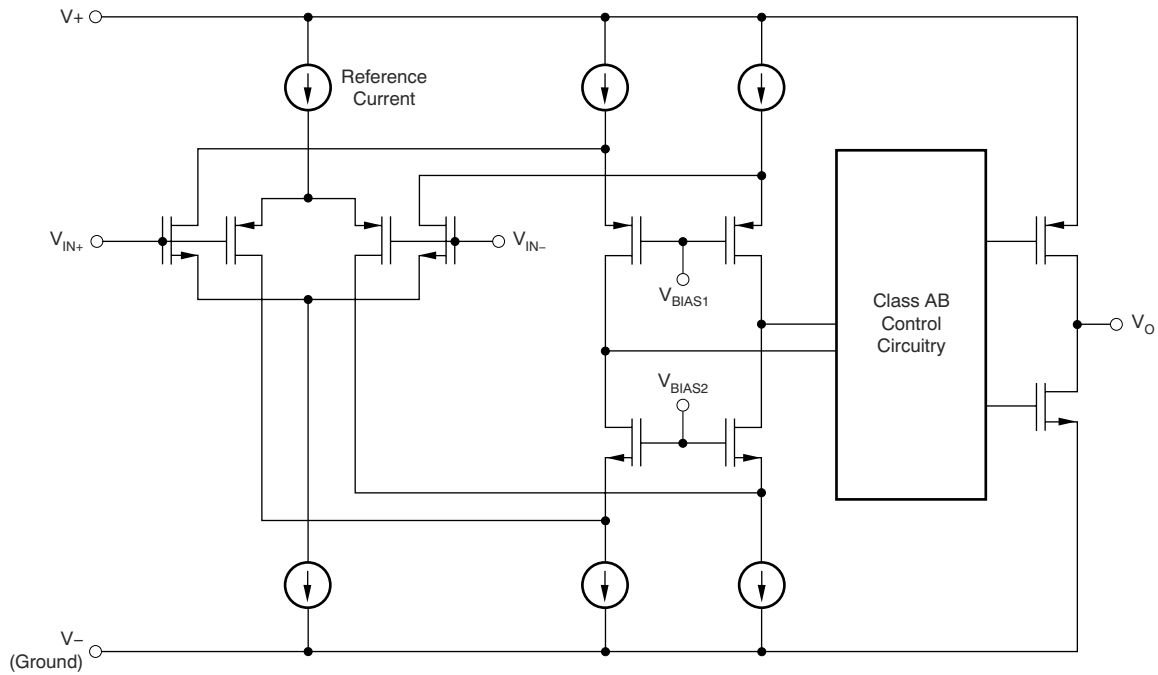 V+
Reference
Current
V_IN+
V_IN−
V_BIAS1
Class AB
Control
Circuitry
V_O
V_BIAS2
V−
(Ground)